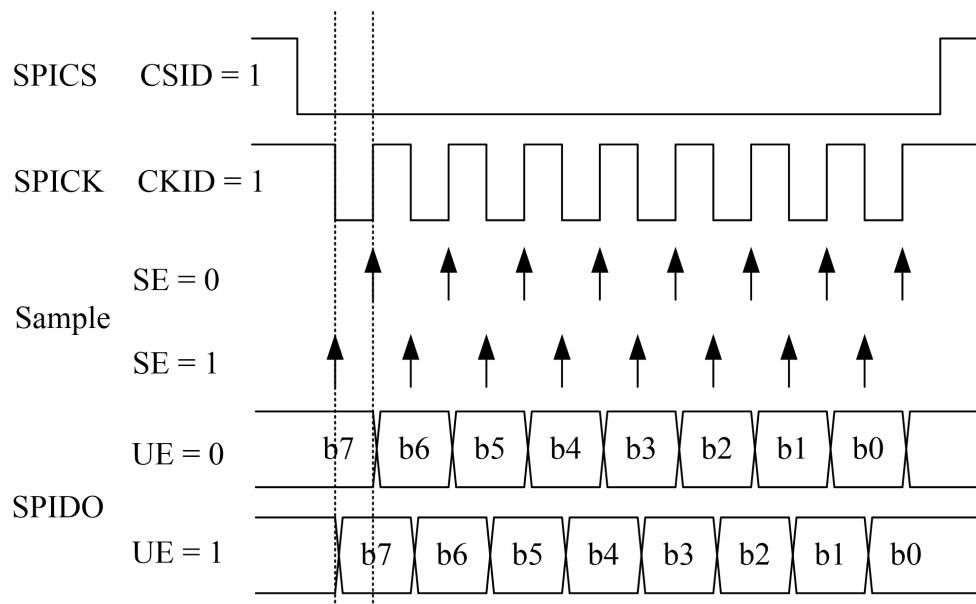 SPICS CSID = 1
SPICK CKID = 1
SE = 0
Sample
SE = 1
UE = 0 b7 b6 b5 b4 b3 b2 b1 b0
SPIDO
UE = 1 b7 b6 b5 b4 b3 b2 b1 b0